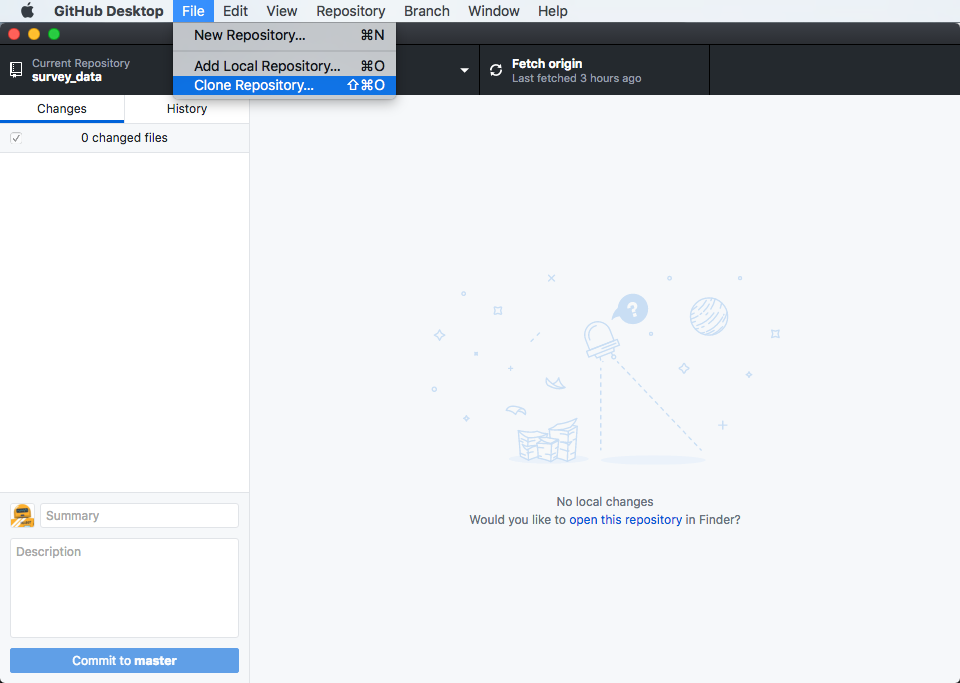 GitHub Desktop File Edit View Repository Branch Window Help
New Repository... ⌘N
Add Local Repository... ⌘O
Clone Repository... ⇧⌘O
Current Repository
survey_data
Fetch origin
Last fetched 3 hours ago
Changes History
0 changed files
?
No local changes
Would you like to open this repository in Finder?
Summary
Description
Commit to master